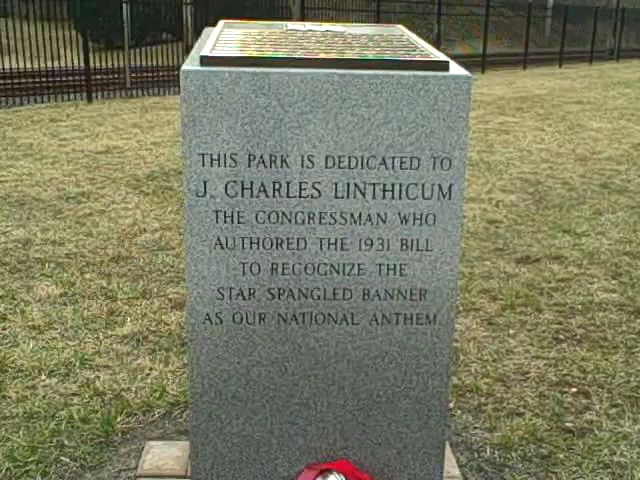 THIS PARK IS DEDICATED TO
J. CHARLES LINTHICUM
THE CONGRESSMAN WHO
AUTHORED THE 1931 BILL
TO RECOGNIZE THE
STAR SPANGLED BANNER
AS OUR NATIONAL ANTHEM